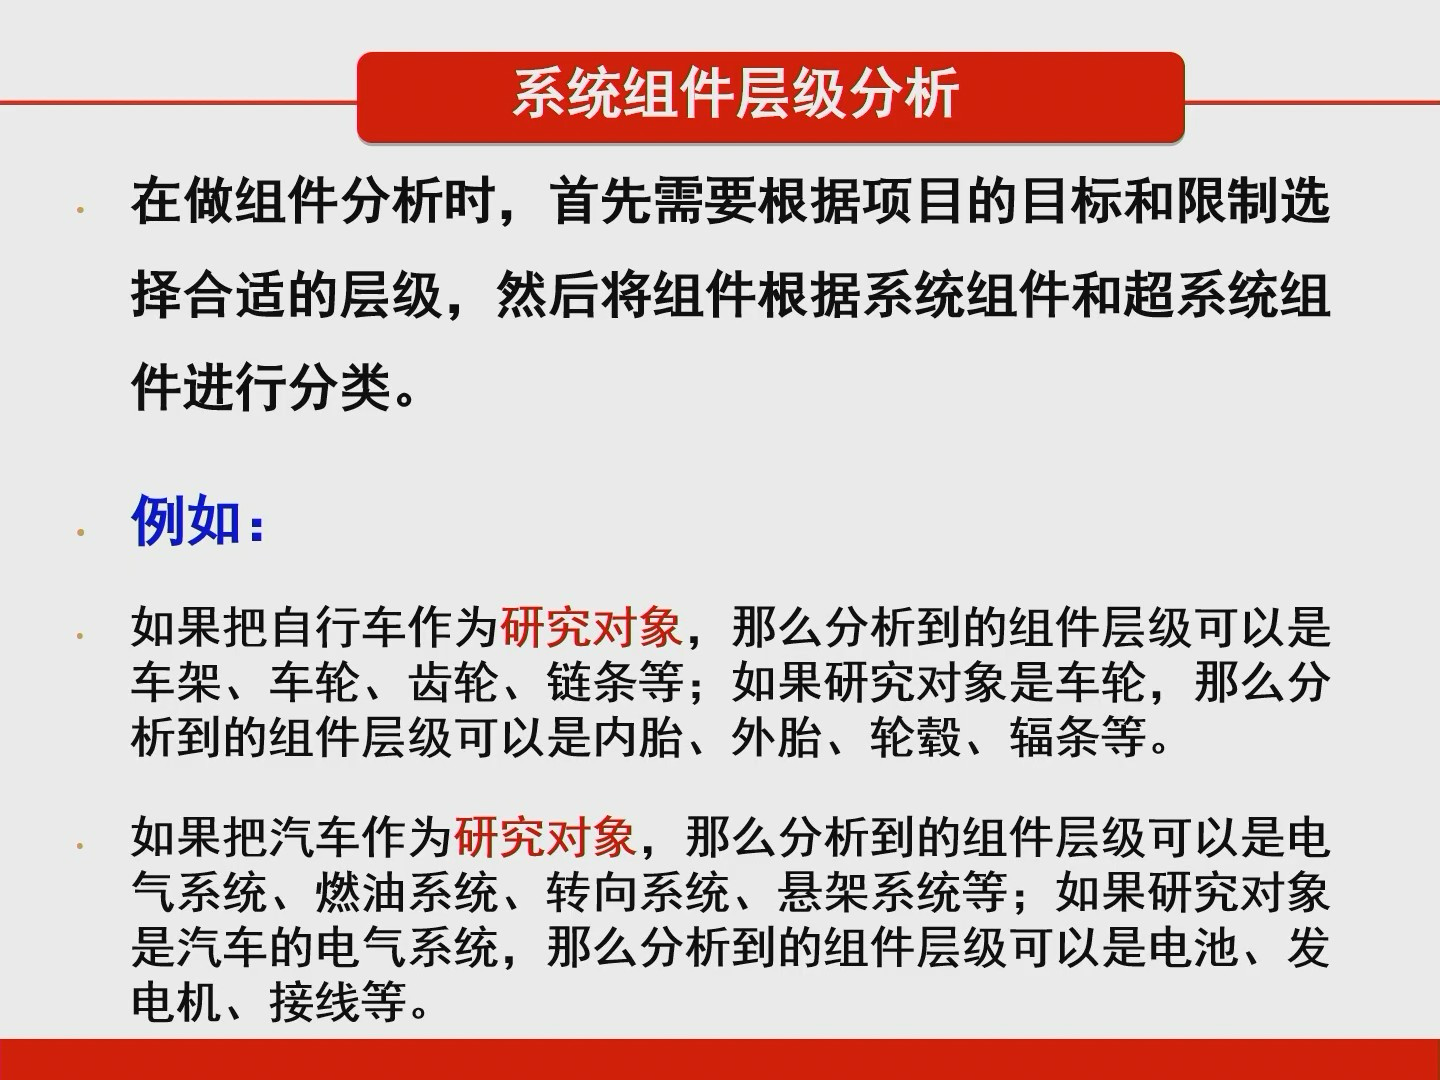 系统组件层级分析
在做组件分析时，首先需要根据项目的目标和限制选
择合适的层级，然后将组件根据系统组件和超系统组
件进行分类。
例如：
如果把自行车作为研究对象，那么分析到的组件层级可以是
车架、车轮、齿轮、链条等；如果研究对象是车轮，那么分
析到的组件层级可以是内胎、外胎、轮毂、辐条等。
如果把汽车作为研究对象，那么分析到的组件层级可以是电
气系统、燃油系统、转向系统、悬架系统等；如果研究对象
是汽车的电气系统，那么分析到的组件层级可以是电池、发
电机、接线等。